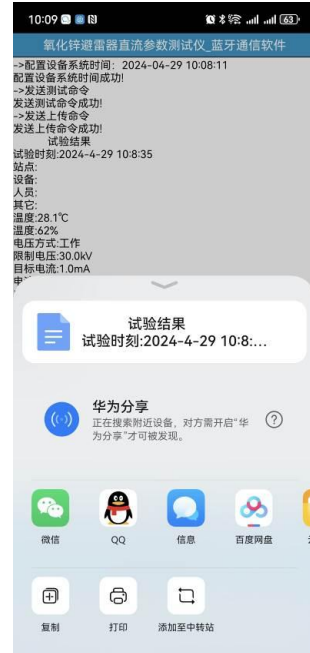 10:09
63
氧化锌避雷器直流参数测试仪_蓝牙通信软件
->配置设备系统时间：2024-04-29 10:08:11
配置设备系统时间成功!
->发送测试命令
发送测试命令成功!
->发送上传命令
发送上传命令成功!
试验结果
试验时刻:2024-4-29 10:8:35
站点:
设备:
人员:
其它:
温度:28.1℃
湿度:62%
电压方式:工作
限制电压:30.0kV
目标电流:1.0mA
试验结果
试验时刻:2024-4-29 10:8:...
华为分享
正在搜索附近设备，对方需开启“华
为分享”才可被发现。
微信 QQ 信息 百度网盘
复制 打印 添加至中转站